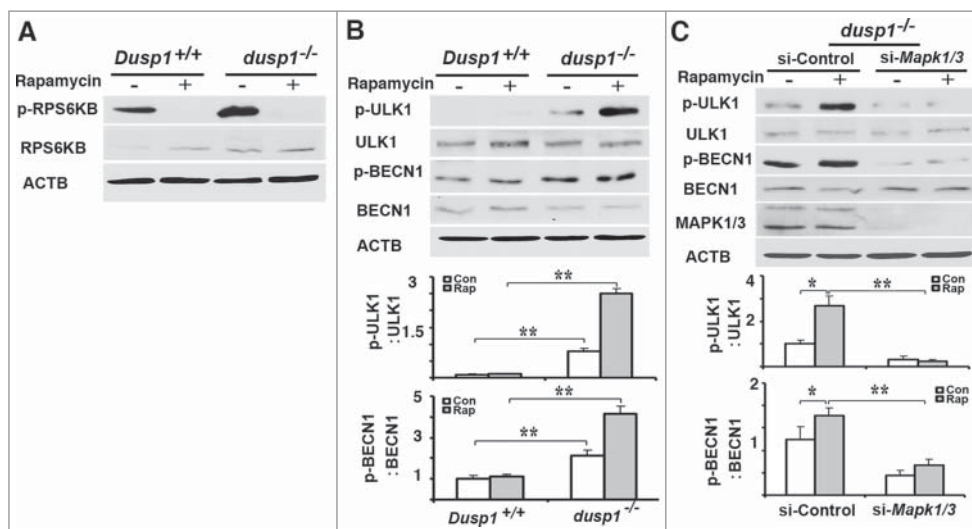 A
Dusp1+/+ dusp1-/-
Rapamycin - + - +
p-RPS6KB
RPS6KB
ACTB
B
Dusp1+/+ dusp1-/-
Rapamycin - + - +
p-ULK1
ULK1
p-BECN1
BECN1
ACTB
3
1.5
p-ULK1
:ULK1
Con
Rap
**
**
5
4
2
1
p-BECN1
:BECN1
Con
Rap
**
**
Dusp1+/+ dusp1-/-
C
dusp1-/-
si-Control si-Mapk1/3
Rapamycin - + - +
p-ULK1
ULK1
p-BECN1
BECN1
MAPK1/3
ACTB
4
2
p-ULK1
:ULK1
Con
Rap
* **
2
1
p-BECN1
:BECN1
Con
Rap
* **
si-Control si-Mapk1/3